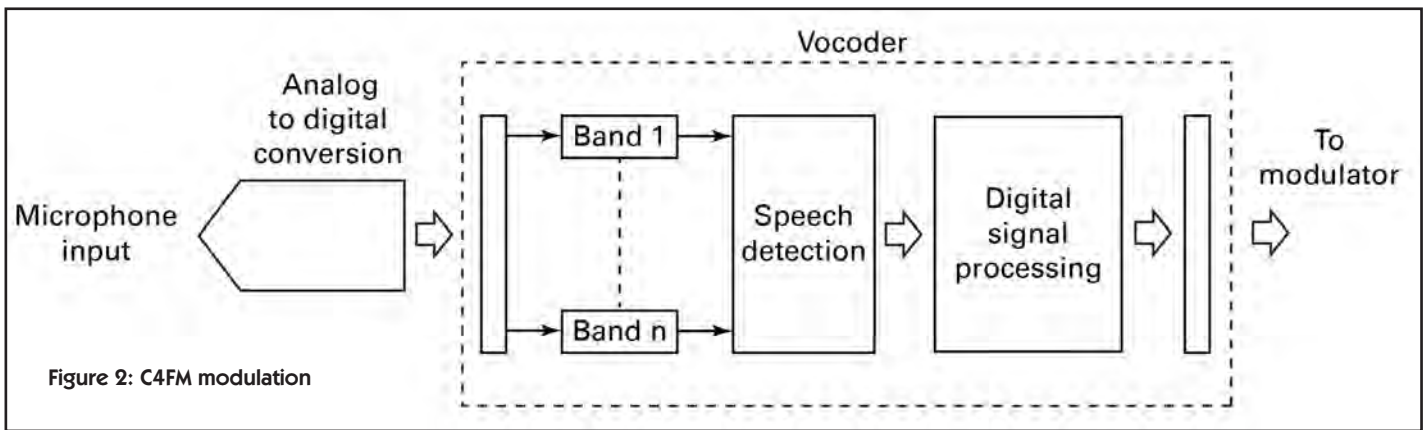 Vocoder
Analog
to digital
conversion
Microphone
input
Band 1
Band n
Speech
detection
Digital
signal
processing
To
modulator
Figure 2: C4FM modulation